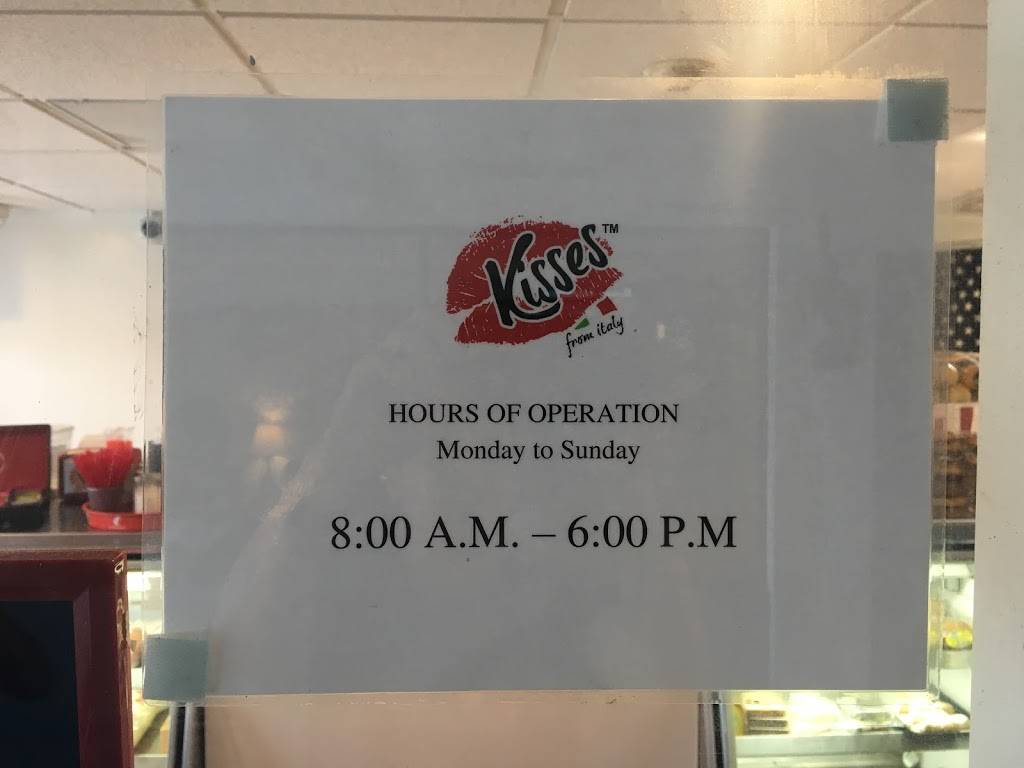 Kisses™
from italy
HOURS OF OPERATION
Monday to Sunday
8:00 A.M. – 6:00 P.M